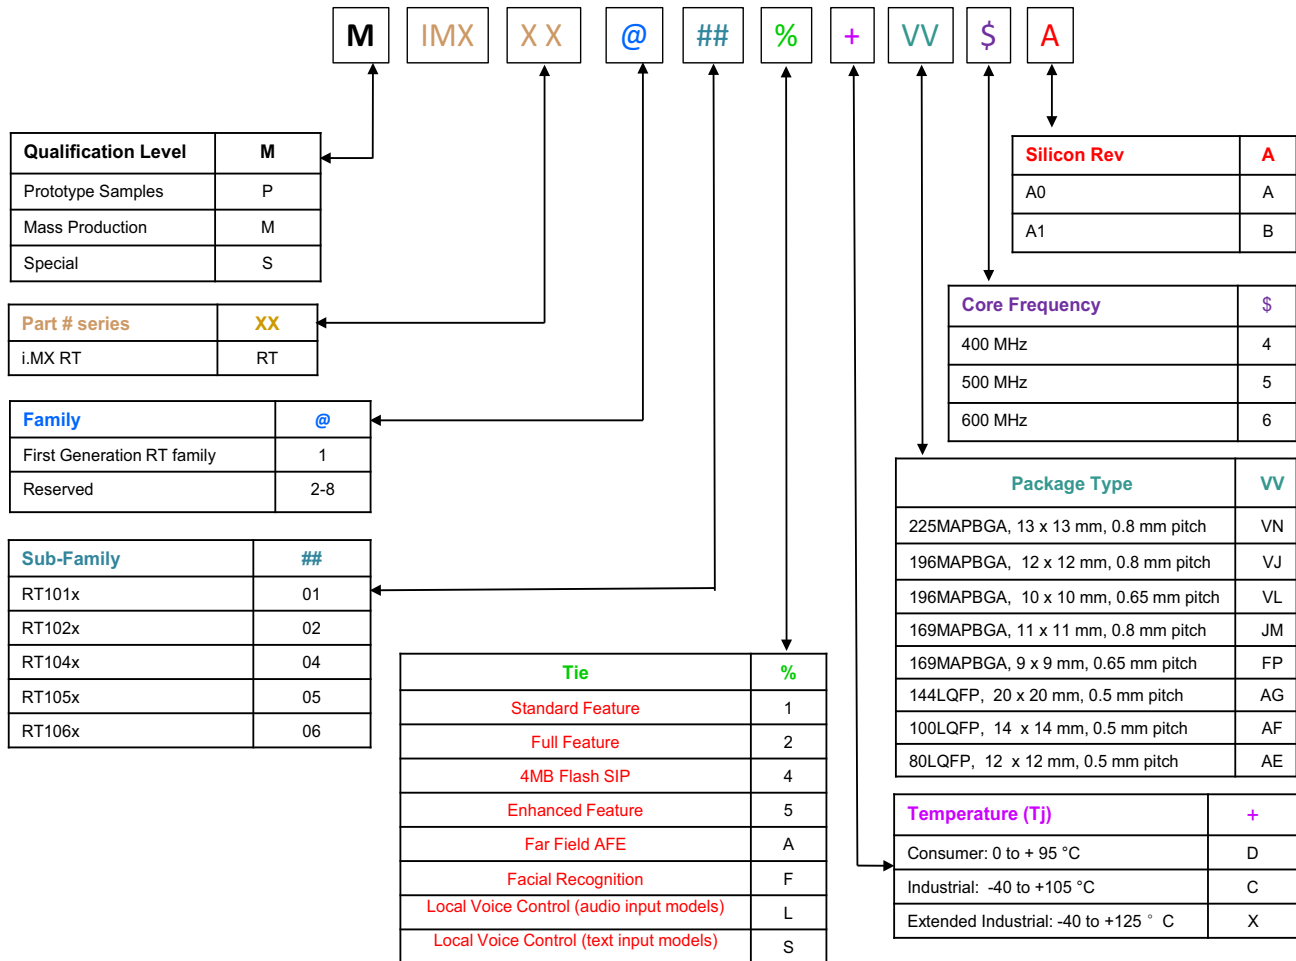 M IMX X X @ ## % + VV $ A
Qualification Level M
Prototype Samples P
Mass Production M
Special S
Part # series XX
i.MX RT RT
Family @
First Generation RT family 1
Reserved 2-8
Sub-Family ##
RT101x 01
RT102x 02
RT104x 04
RT105x 05
RT106x 06
Tie %
Standard Feature 1
Full Feature 2
4MB Flash SIP 4
Enhanced Feature 5
Far Field AFE A
Facial Recognition F
Local Voice Control (audio input models) L
Local Voice Control (text input models) S
Silicon Rev A
A0 A
A1 B
Core Frequency $
400 MHz 4
500 MHz 5
600 MHz 6
Package Type VV
225MAPBGA, 13 x 13 mm, 0.8 mm pitch VN
196MAPBGA, 12 x 12 mm, 0.8 mm pitch VJ
196MAPBGA, 10 x 10 mm, 0.65 mm pitch VL
169MAPBGA, 11 x 11 mm, 0.8 mm pitch JM
169MAPBGA, 9 x 9 mm, 0.65 mm pitch FP
144LQFP, 20 x 20 mm, 0.5 mm pitch AG
100LQFP, 14 x 14 mm, 0.5 mm pitch AF
80LQFP, 12 x 12 mm, 0.5 mm pitch AE
Temperature (Tj) +
Consumer: 0 to + 95 °C D
Industrial: -40 to +105 °C C
Extended Industrial: -40 to +125 ° C X